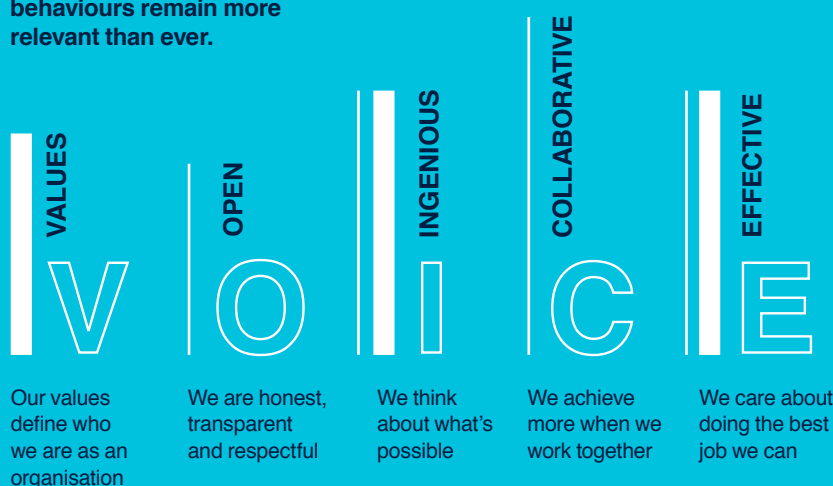 behaviours remain more
relevant than ever.
VALUES
V
Our values
define who
we are as an
organisation
OPEN
O
We are honest,
transparent
and respectful
INGENIOUS
I
We think
about what's
possible
COLLABORATIVE
C
We achieve
more when we
work together
EFFECTIVE
E
We care about
doing the best
job we can